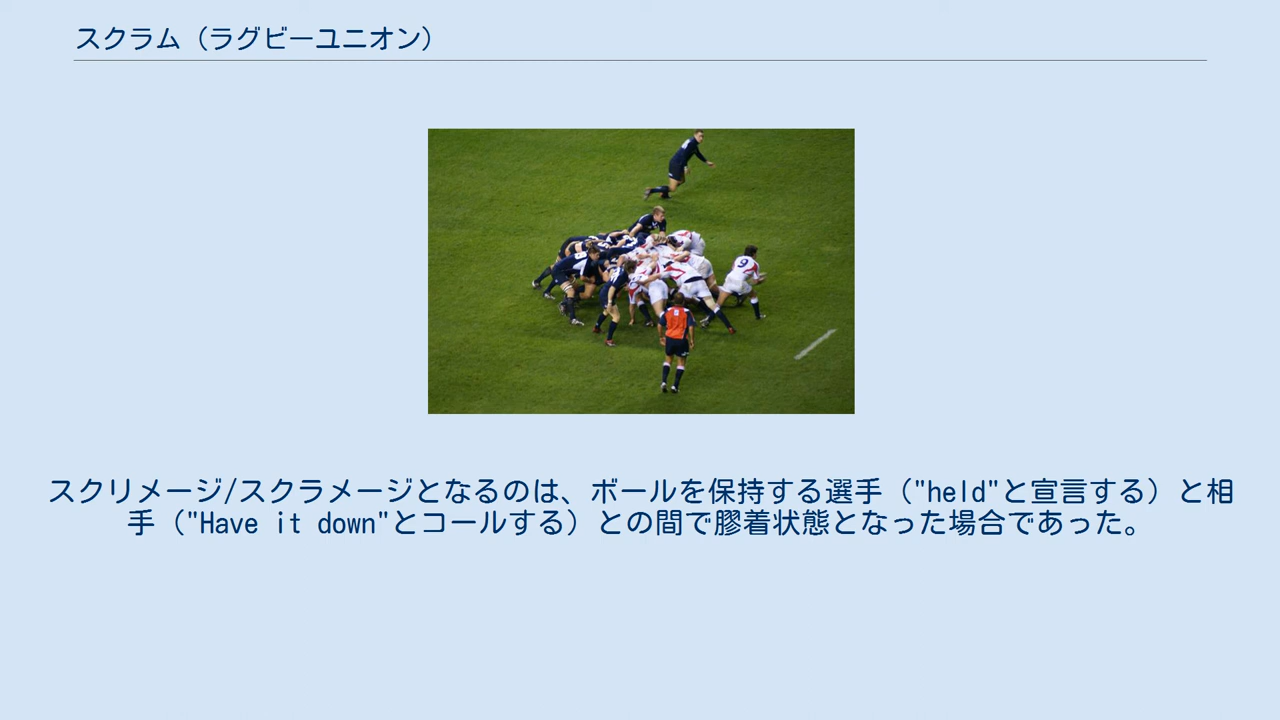 スクラム（ラグビーユニオン）
9
スクリメージ/スクラメージとなるのは、ボールを保持する選手（"held"と宣言する）と相
手（"Have it down"とコールする）との間で膠着状態となった場合であった。